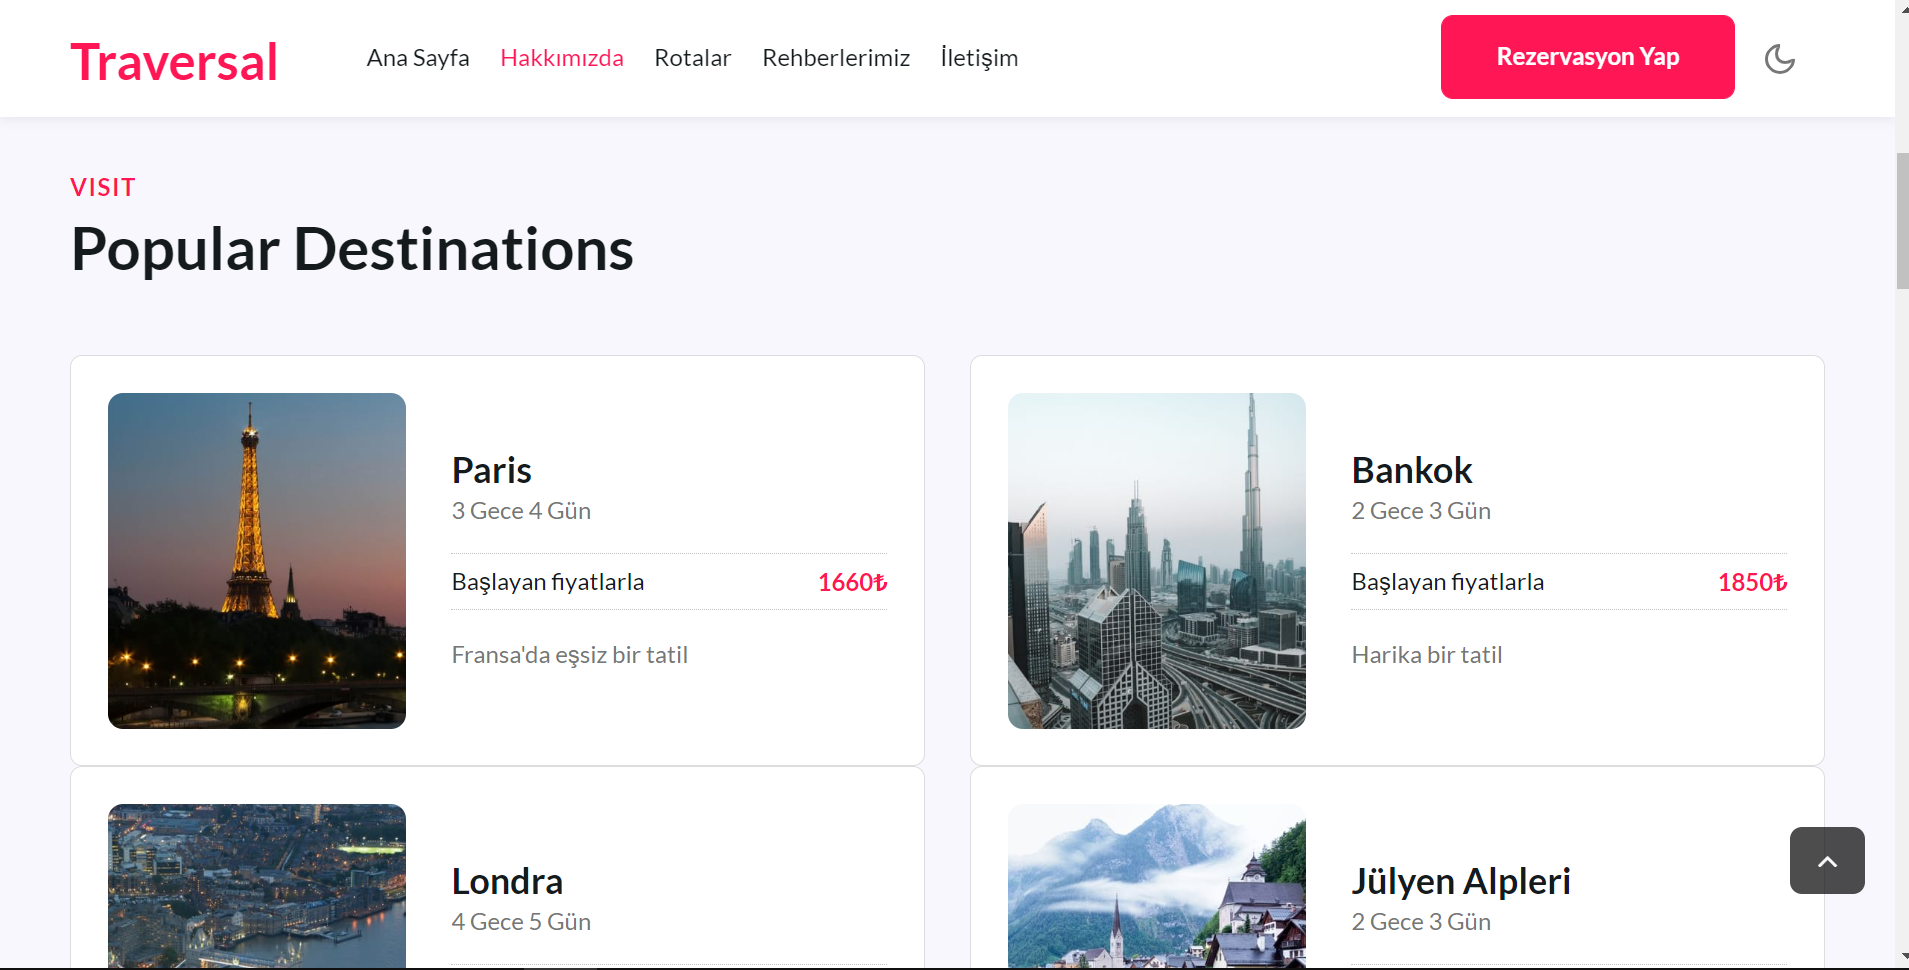 Traversal
Ana Sayfa Hakkımızda Rotalar Rehberlerimiz İletişim
Rezervasyon Yap
VISIT
Popular Destinations
Paris
3 Gece 4 Gün
Başlayan fiyatlarla 1660₺
Fransa'da eşsiz bir tatil
Bankok
2 Gece 3 Gün
Başlayan fiyatlarla 1850₺
Harika bir tatil
Londra
4 Gece 5 Gün
Jülyen Alpleri
2 Gece 3 Gün